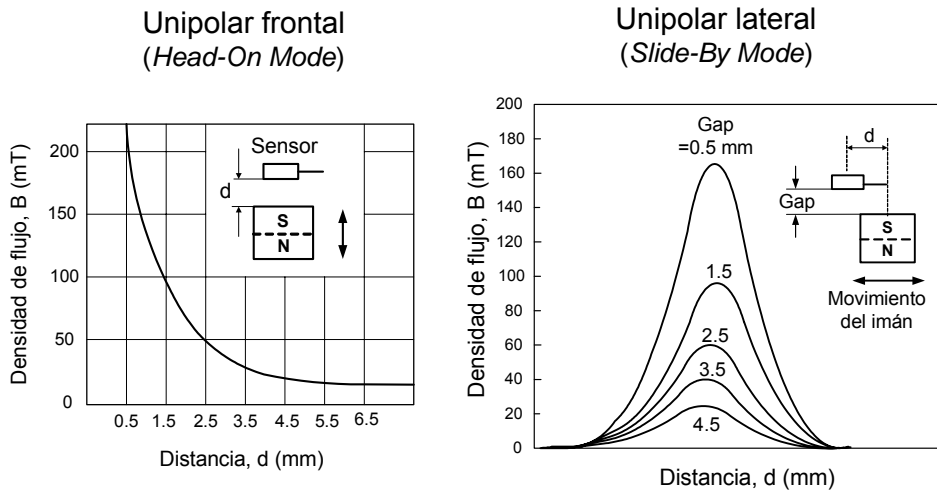 Unipolar frontal
(Head-On Mode)
Densidad de flujo, B (mT)
200
150
100
50
0
Sensor
d
S
N
0.5 1.5 2.5 3.5 4.5 5.5 6.5
Distancia, d (mm)
Unipolar lateral
(Slide-By Mode)
Densidad de flujo, B (mT)
200
180
160
140
120
100
80
60
40
20
0
Gap
=0.5 mm
1.5
2.5
3.5
4.5
d
Gap
S
N
Movimiento
del imán
Distancia, d (mm)